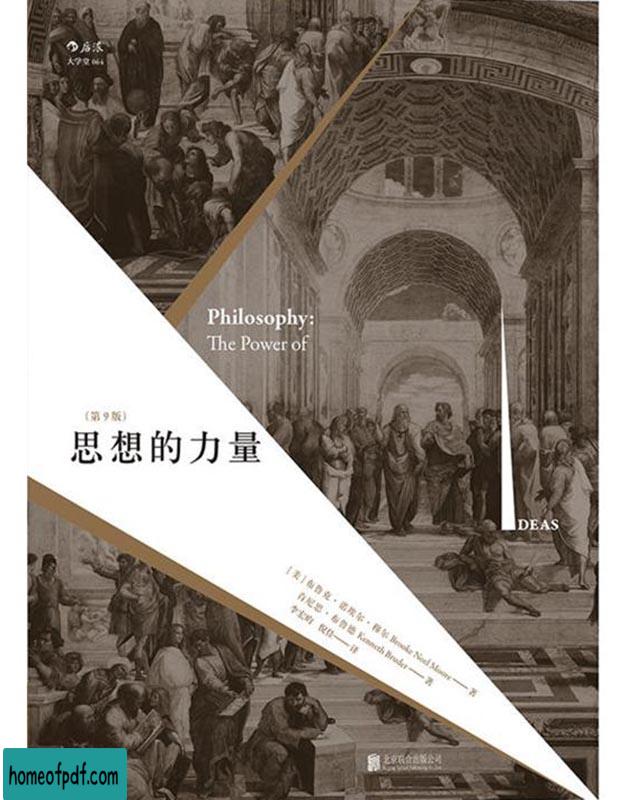 后浪
大学堂 064
Philosophy:
The Power of
IDEAS
(第9版)
思想的力量
[美] 布鲁克·诺埃尔·穆尔 Brooke Noel Moore
肯尼思·布鲁德 Kenneth Bruder —— 著
李宏昀 倪佳 —— 译
北京联合出版公司
homeofpdf.com